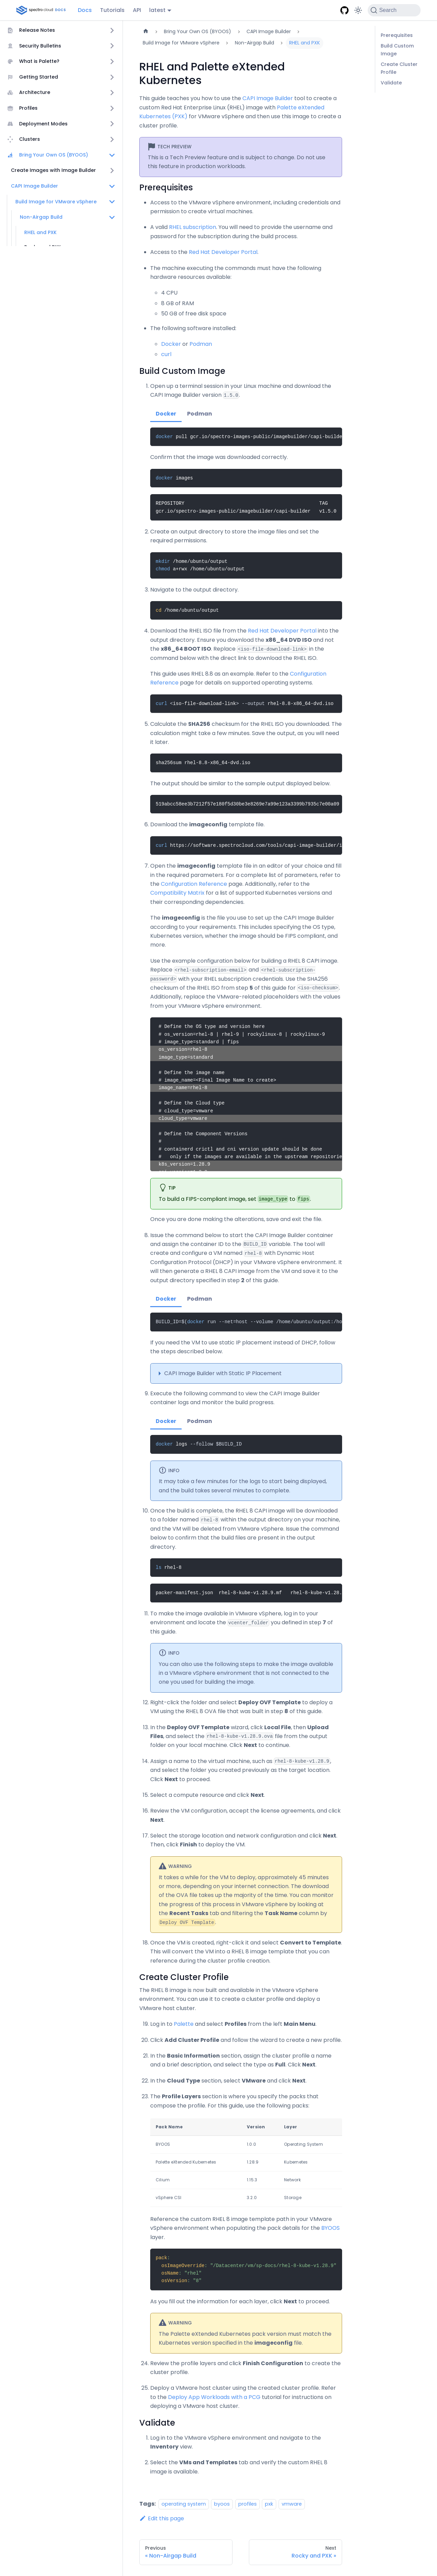 spectrocloud DOCS
Docs
Tutorials
API
latest
Search
Release Notes
Security Bulletins
What is Palette?
Getting Started
Architecture
Profiles
Deployment Modes
Clusters
Bring Your Own OS (BYOOS)
Create Images with Image Builder
CAPI Image Builder
Build Image for VMware vSphere
Non-Airgap Build
RHEL and PXK
Bring Your Own OS (BYOOS)
CAPI Image Builder
Build Image for VMware vSphere
Non-Airgap Build
RHEL and PXK
Prerequisites
Build Custom Image
Create Cluster Profile
Validate
RHEL and Palette eXtended Kubernetes
This guide teaches you how to use the CAPI Image Builder tool to create a custom Red Hat Enterprise Linux (RHEL) image with Palette eXtended Kubernetes (PXK) for VMware vSphere and then use this image to create a cluster profile.
TECH PREVIEW
This is a Tech Preview feature and is subject to change. Do not use this feature in production workloads.
Prerequisites
Access to the VMware vSphere environment, including credentials and permission to create virtual machines.
A valid RHEL subscription. You will need to provide the username and password for the subscription during the build process.
Access to the Red Hat Developer Portal.
The machine executing the commands must have the following hardware resources available:
4 CPU
8 GB of RAM
50 GB of free disk space
The following software installed:
Docker or Podman
curl
Build Custom Image
1. Open up a terminal session in your Linux machine and download the CAPI Image Builder version 1.5.0.
Docker
Podman
docker pull gcr.io/spectro-images-public/imagebuilder/capi-builde
Confirm that the image was downloaded correctly.
docker images
REPOSITORY TAG
gcr.io/spectro-images-public/imagebuilder/capi-builder v1.5.0
2. Create an output directory to store the image files and set the required permissions.
mkdir /home/ubuntu/output
chmod a+rwx /home/ubuntu/output
3. Navigate to the output directory.
cd /home/ubuntu/output
4. Download the RHEL ISO file from the Red Hat Developer Portal into the output directory. Ensure you download the x86_64 DVD ISO and not the x86_64 BOOT ISO. Replace <iso-file-download-link> in the command below with the direct link to download the RHEL ISO.
This guide uses RHEL 8.8 as an example. Refer to the Configuration Reference page for details on supported operating systems.
curl <iso-file-download-link> --output rhel-8.8-x86_64-dvd.iso
5. Calculate the SHA256 checksum for the RHEL ISO you downloaded. The calculation might take a few minutes. Save the output, as you will need it later.
sha256sum rhel-8.8-x86_64-dvd.iso
The output should be similar to the sample output displayed below.
6. Download the imageconfig template file.
curl https://software.spectrocloud.com/tools/capi-image-builder/i
7. Open the imageconfig template file in an editor of your choice and fill in the required parameters. For a complete list of parameters, refer to the Configuration Reference page. Additionally, refer to the Compatibility Matrix for a list of supported Kubernetes versions and their corresponding dependencies.
The imageconfig is the file you use to set up the CAPI Image Builder according to your requirements. This includes specifying the OS type, Kubernetes version, whether the image should be FIPS compliant, and more.
Use the example configuration below for building a RHEL 8 CAPI image. Replace <rhel-subscription-email> and <rhel-subscription-password> with your RHEL subscription credentials. Use the SHA256 checksum of the RHEL ISO from step 5 of this guide for <iso-checksum>. Additionally, replace the VMware-related placeholders with the values from your VMware vSphere environment.
# Define the OS type and version here
# os_version=rhel-8 | rhel-9 | rockylinux-8 | rockylinux-9
# image_type=standard | fips
os_version=rhel-8
image_type=standard
# Define the image name
# image_name=<Final Image Name to create>
image_name=rhel-8
# Define the Cloud type
# cloud_type=vmware
cloud_type=vmware
# Define the Component Versions
#
# containerd crictl and cni version update should be done
# only if the images are available in the upstream repositorie
k8s_version=1.28.9
TIP
To build a FIPS-compliant image, set image_type to fips.
Once you are done making the alterations, save and exit the file.
8. Issue the command below to start the CAPI Image Builder container and assign the container ID to the BUILD_ID variable. The tool will create and configure a VM named rhel-8 with Dynamic Host Configuration Protocol (DHCP) in your VMware vSphere environment. It will then generate a RHEL 8 CAPI image from the VM and save it to the output directory specified in step 2 of this guide.
Docker
Podman
BUILD_ID=$(docker run --net=host --volume /home/ubuntu/output:/ho
If you need the VM to use static IP placement instead of DHCP, follow the steps described below.
CAPI Image Builder with Static IP Placement
9. Execute the following command to view the CAPI Image Builder container logs and monitor the build progress.
Docker
Podman
docker logs --follow $BUILD_ID
INFO
It may take a few minutes for the logs to start being displayed, and the build takes several minutes to complete.
10. Once the build is complete, the RHEL 8 CAPI image will be downloaded to a folder named rhel-8 within the output directory on your machine, and the VM will be deleted from VMware vSphere. Issue the command below to confirm that the build files are present in the output directory.
ls rhel-8
packer-manifest.json rhel-8-kube-v1.28.9.mf rhel-8-kube-v1.28.
11. To make the image available in VMware vSphere, log in to your environment and locate the vcenter_folder you defined in step 7 of this guide.
INFO
You can also use the following steps to make the image available in a VMware vSphere environment that is not connected to the one you used for building the image.
12. Right-click the folder and select Deploy OVF Template to deploy a VM using the RHEL 8 OVA file that was built in step 8 of this guide.
13. In the Deploy OVF Template wizard, click Local File, then Upload Files, and select the rhel-8-kube-v1.28.9.ova file from the output folder on your local machine. Click Next to continue.
14. Assign a name to the virtual machine, such as rhel-8-kube-v1.28.9, and select the folder you created previously as the target location. Click Next to proceed.
15. Select a compute resource and click Next.
16. Review the VM configuration, accept the license agreements, and click Next.
17. Select the storage location and network configuration and click Next. Then, click Finish to deploy the VM.
WARNING
It takes a while for the VM to deploy, approximately 45 minutes or more, depending on your internet connection. The download of the OVA file takes up the majority of the time. You can monitor the progress of this process in VMware vSphere by looking at the Recent Tasks tab and filtering the Task Name column by Deploy OVF Template.
18. Once the VM is created, right-click it and select Convert to Template. This will convert the VM into a RHEL 8 image template that you can reference during the cluster profile creation.
Create Cluster Profile
The RHEL 8 image is now built and available in the VMware vSphere environment. You can use it to create a cluster profile and deploy a VMware host cluster.
19. Log in to Palette and select Profiles from the left Main Menu.
20. Click Add Cluster Profile and follow the wizard to create a new profile.
21. In the Basic Information section, assign the cluster profile a name and a brief description, and select the type as Full. Click Next.
22. In the Cloud Type section, select VMware and click Next.
23. The Profile Layers section is where you specify the packs that compose the profile. For this guide, use the following packs:
Pack Name Version Layer
BYOOS 1.0.0 Operating System
Palette eXtended Kubernetes 1.28.9 Kubernetes
Cilium 1.15.3 Network
vSphere CSI 3.2.0 Storage
Reference the custom RHEL 8 image template path in your VMware vSphere environment when populating the pack details for the BYOOS layer.
pack:
osImageOverride: "/Datacenter/vm/sp-docs/rhel-8-kube-v1.28.9"
osName: "rhel"
osVersion: "8"
As you fill out the information for each layer, click Next to proceed.
WARNING
The Palette eXtended Kubernetes pack version must match the Kubernetes version specified in the imageconfig file.
24. Review the profile layers and click Finish Configuration to create the cluster profile.
25. Deploy a VMware host cluster using the created cluster profile. Refer to the Deploy App Workloads with a PCG tutorial for instructions on deploying a VMware cluster.
Validate
1. Log in to the VMware vSphere environment and navigate to the Inventory view.
2. Select the VMs and Templates tab and verify the custom RHEL 8 image is available.
Tags: operating system byoos profiles pxk vmware
Edit this page
Previous
« Non-Airgap Build
Next
Rocky and PXK »